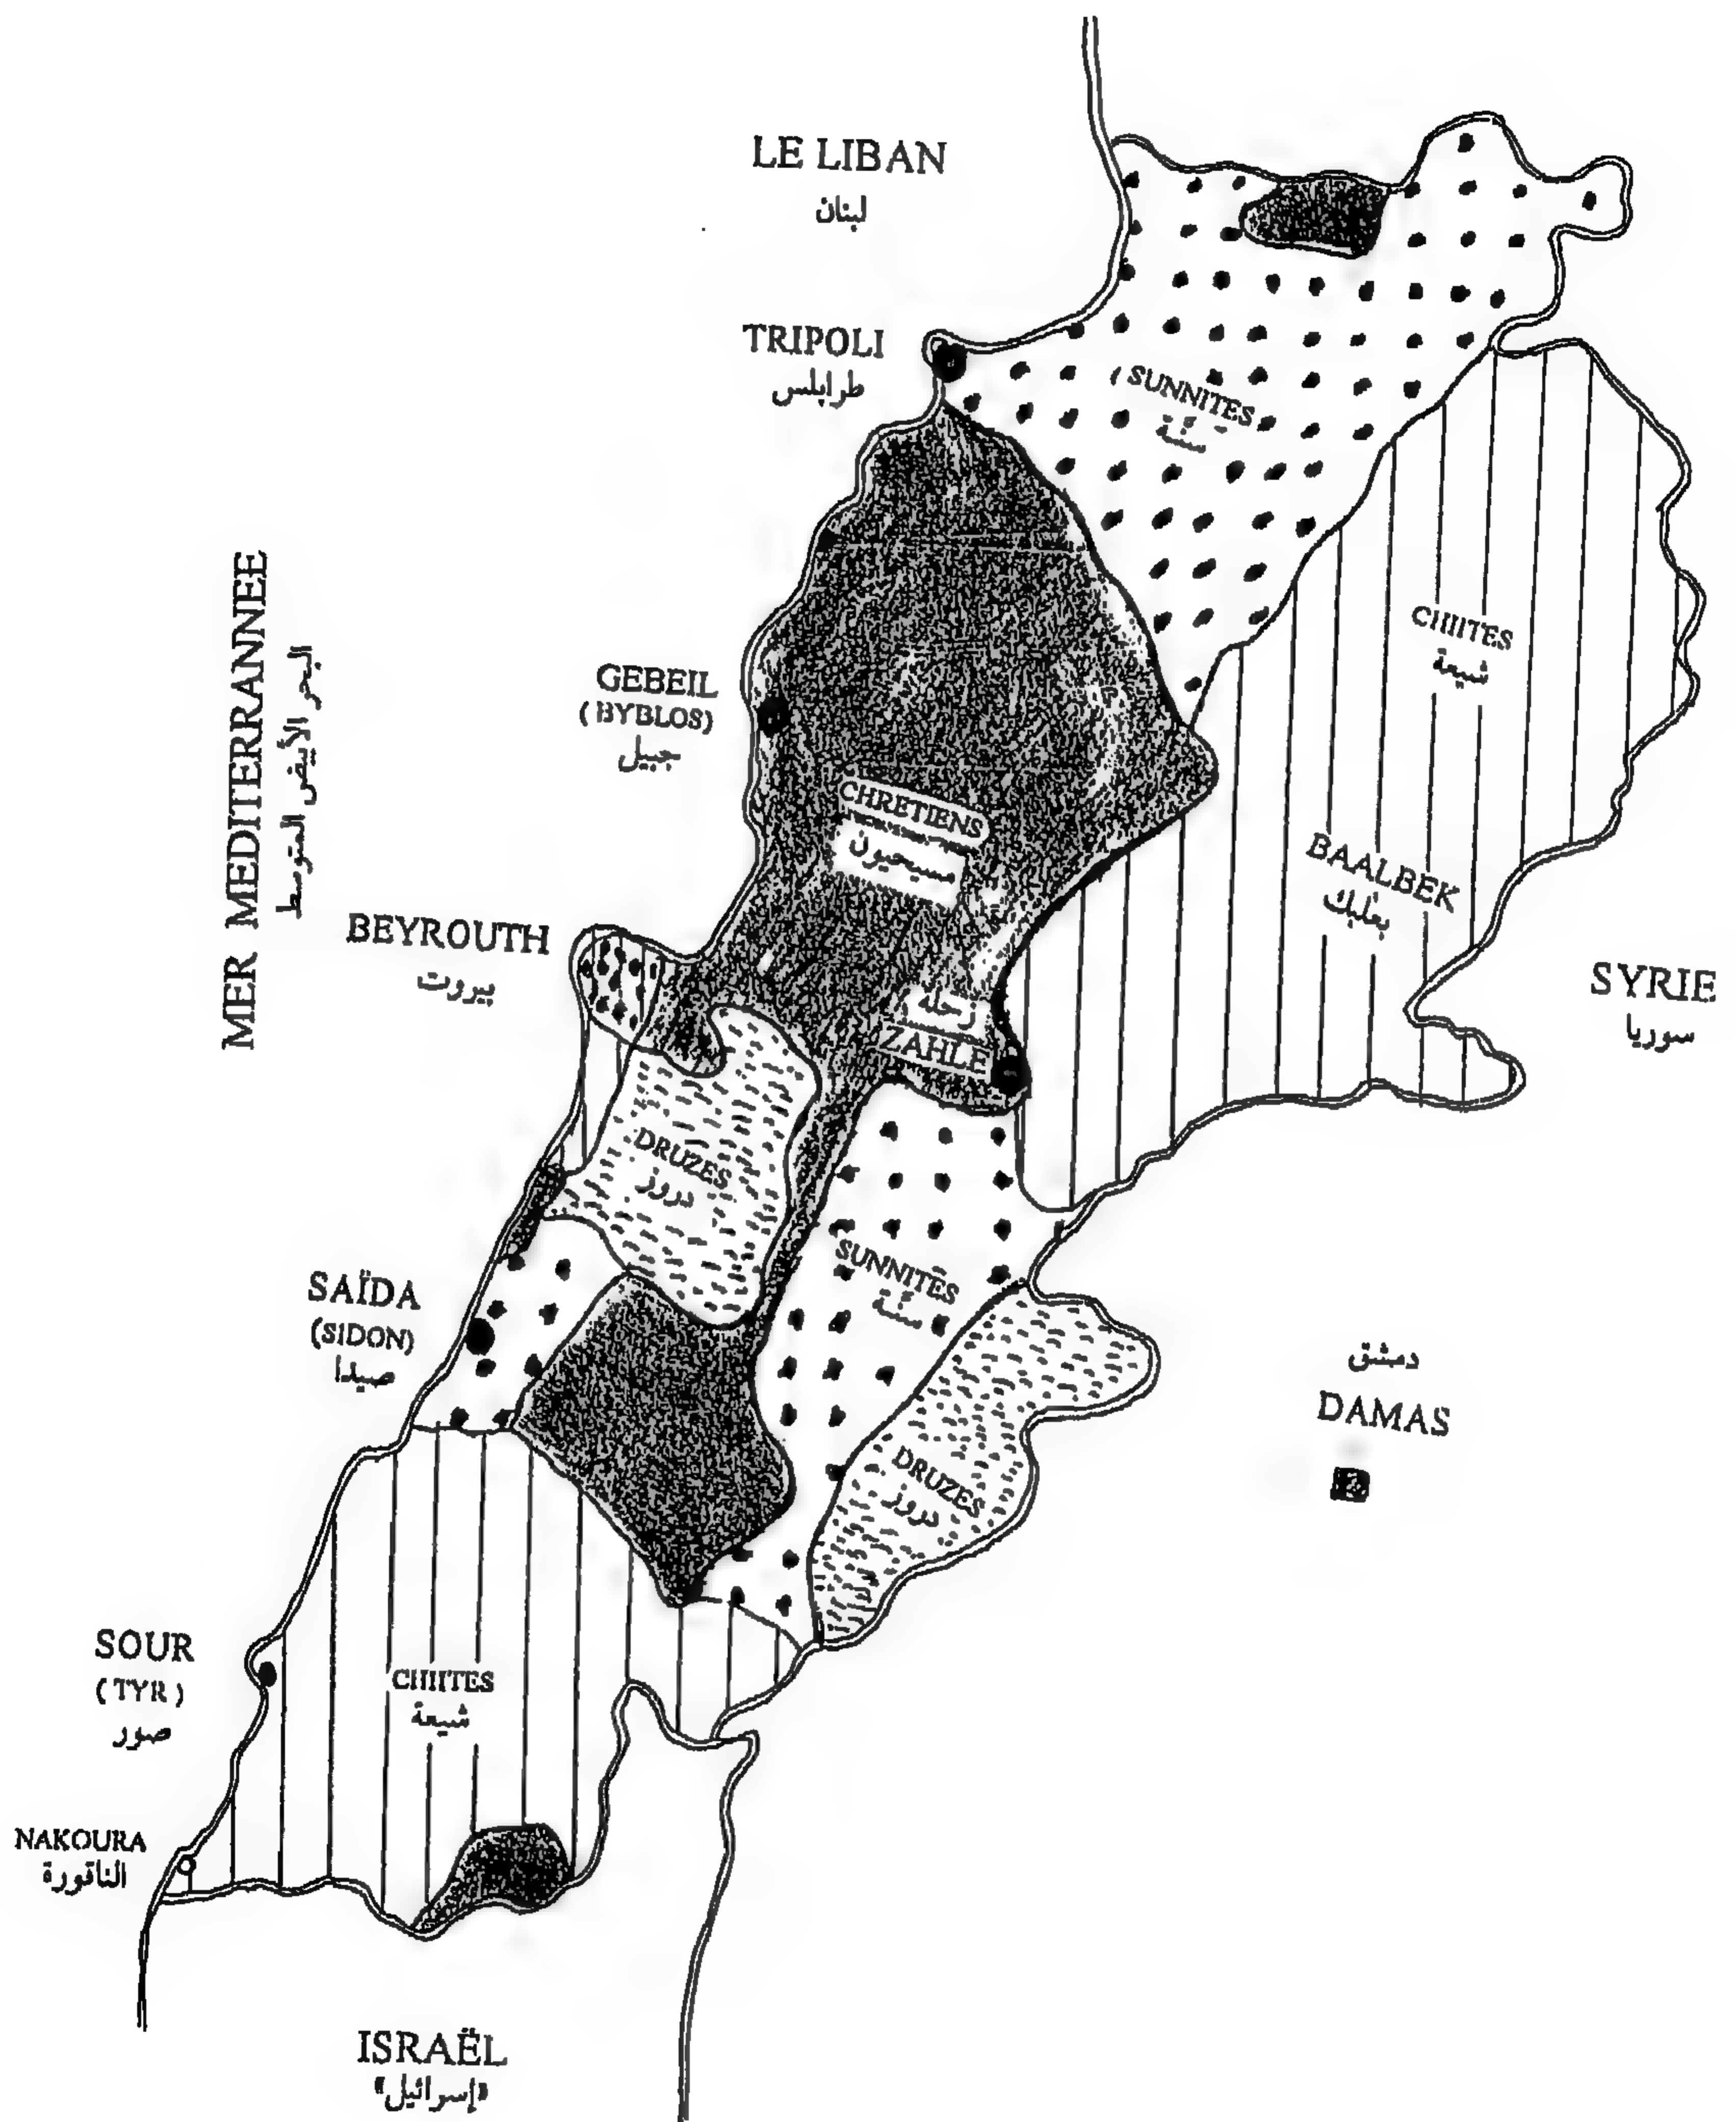 LE LIBAN
لبنان
TRIPOLI
طرابلس
SUNNITES
سنّة
CHIITES
شيعة
MER MEDITERRANNEE
البحر الأبيض المتوسط
GEBEIL
(BYBLOS)
جبيل
CHRETIENS
مسيحيون
BAALBEK
بعلبك
BEYROUTH
بيروت
SYRIE
سوريا
زحله
ZAHLE
DRUZES
دروز
SUNNITES
سنّة
SAÏDA
(SIDON)
صيدا
دمشق
DAMAS
DRUZES
دروز
SOUR
(TYR)
صور
CHIITES
شيعة
NAKOURA
الناقورة
ISRAËL
«إسرائيل»